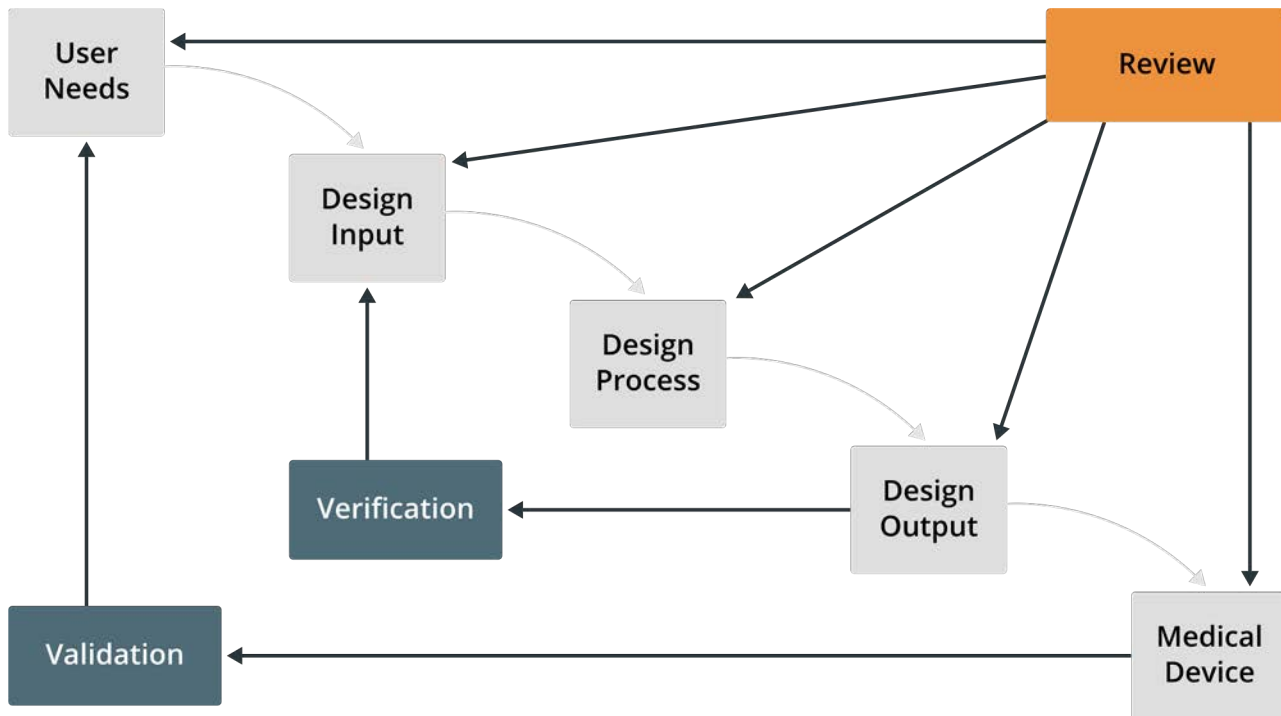 User
Needs
Review
Design
Input
Design
Process
Verification
Design
Output
Validation
Medical
Device